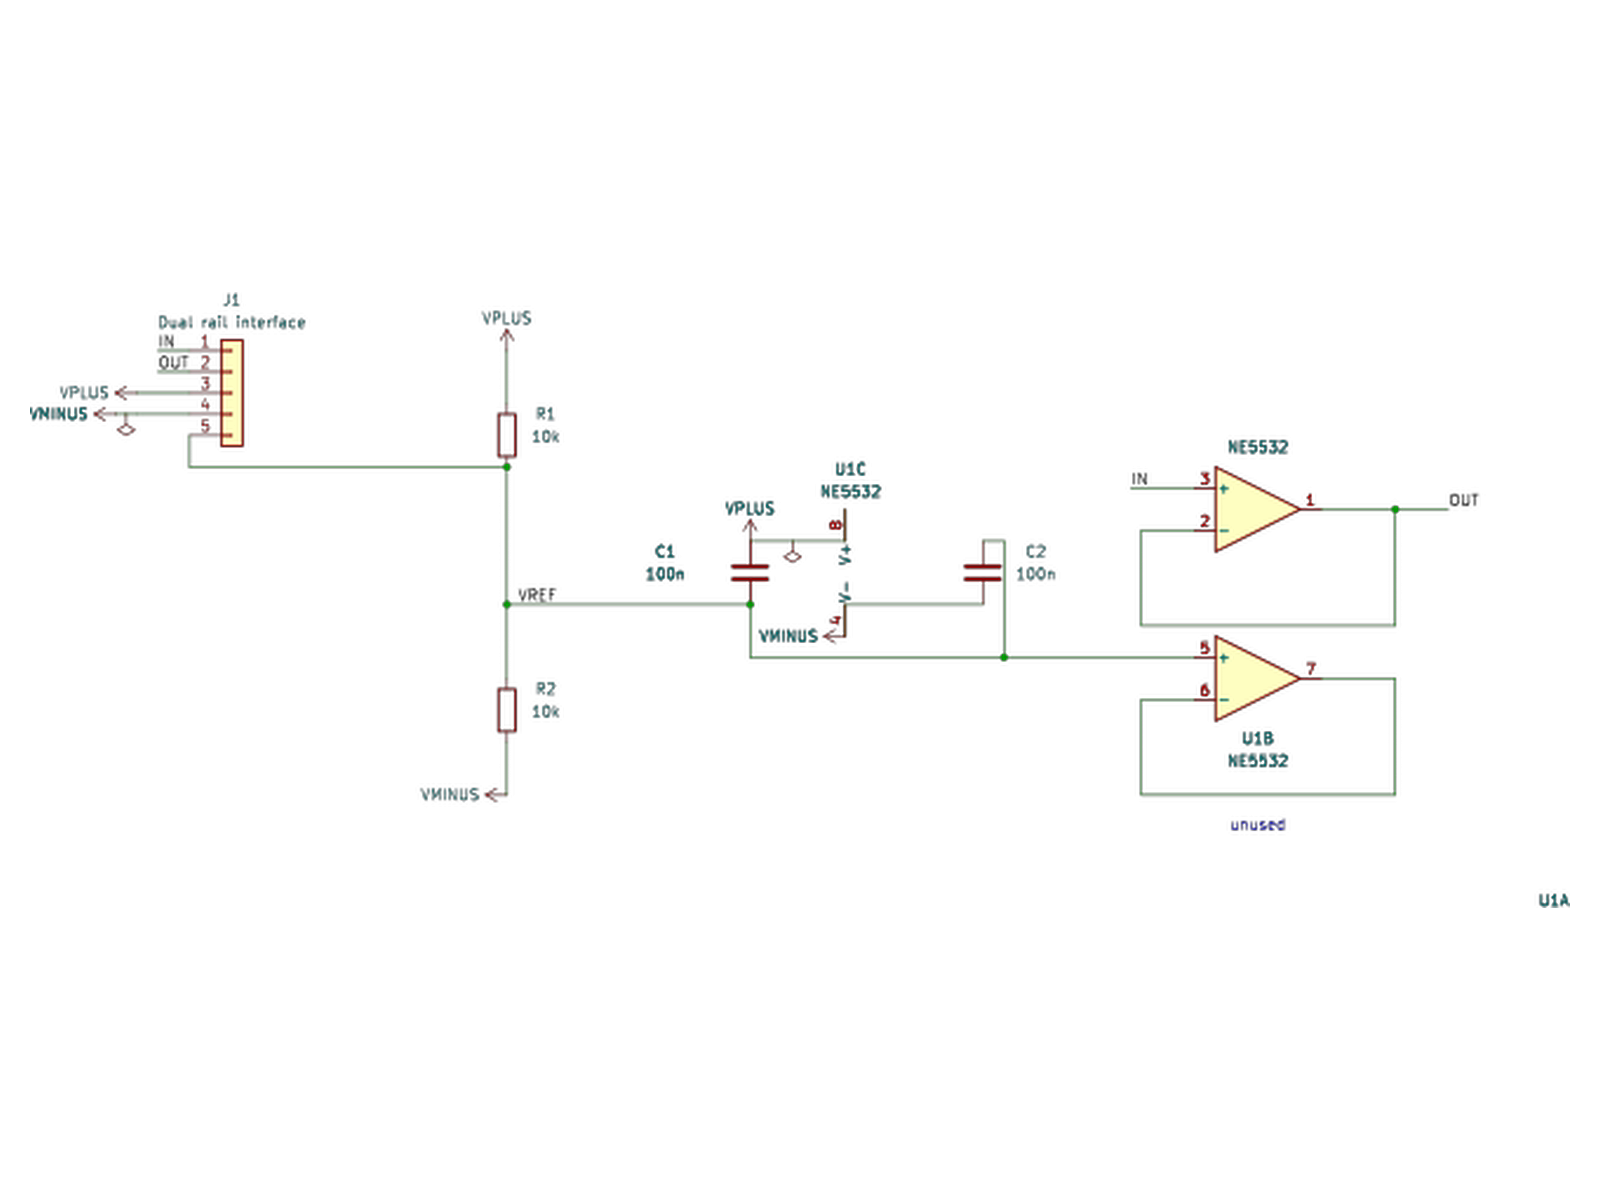 J1
Dual rail interface
IN 1
OUT 2
VPLUS 3
VMINUS 4
5
VPLUS
R1
10k
VREF
R2
10k
VMINUS
C1
100n
VPLUS
U1C
NE5532
8
V+
V-
4
VMINUS
C2
100n
NE5532
IN 3
+
2
-
1
OUT
5
+
6
-
7
U1B
NE5532
unused
U1A